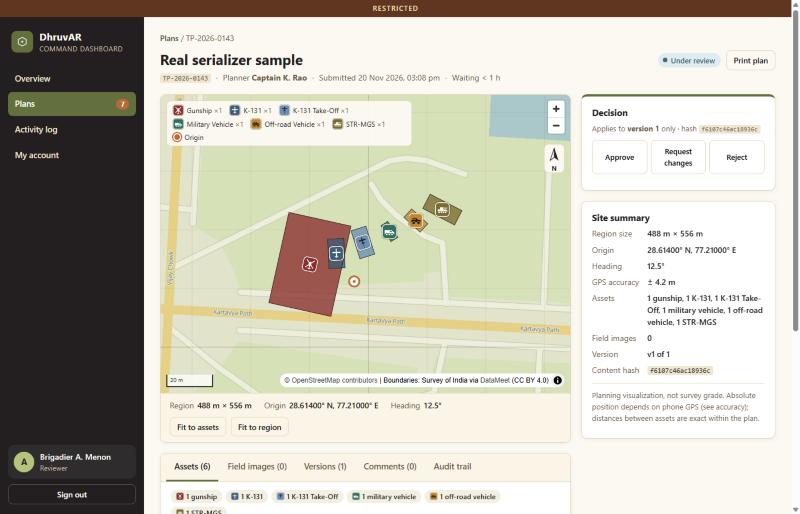 RESTRICTED
DhruvAR
COMMAND DASHBOARD
Overview
Plans
7
Activity log
My account
A
Brigadier A. Menon
Reviewer
Sign out
Plans / TP-2026-0143
Real serializer sample
TP-2026-0143 · Planner Captain K. Rao · Submitted 20 Nov 2026, 03:08 pm · Waiting < 1 h
Under review
Print plan
Gunship ×1 K-131 ×1 K-131 Take-Off ×1
Military Vehicle ×1 Off-road Vehicle ×1 STR-MGS ×1
Origin
+
−
N
Vijay Chowk
Kartavya Path
Kartavya Path
Kartavya Path
20 m
© OpenStreetMap contributors | Boundaries: Survey of India via DataMeet (CC BY 4.0)
Region 488 m × 556 m Origin 28.61400° N, 77.21000° E Heading 12.5°
Fit to assets
Fit to region
Assets (6)
Field images (0)
Versions (1)
Comments (0)
Audit trail
1 gunship
1 K-131
1 K-131 Take-Off
1 military vehicle
1 off-road vehicle
1 STR-MGS
Decision
Applies to version 1 only · hash f6187c46ac18936c
Approve
Request
changes
Reject
Site summary
Region size 488 m × 556 m
Origin 28.61400° N, 77.21000° E
Heading 12.5°
GPS accuracy ± 4.2 m
Assets 1 gunship, 1 K-131, 1 K-131 Take-
Off, 1 military vehicle, 1 off-road
vehicle, 1 STR-MGS
Field images 0
Version v1 of 1
Content hash f6187c46ac18936c
Planning visualization, not survey grade. Absolute
position depends on phone GPS (see accuracy);
distances between assets are exact within the plan.